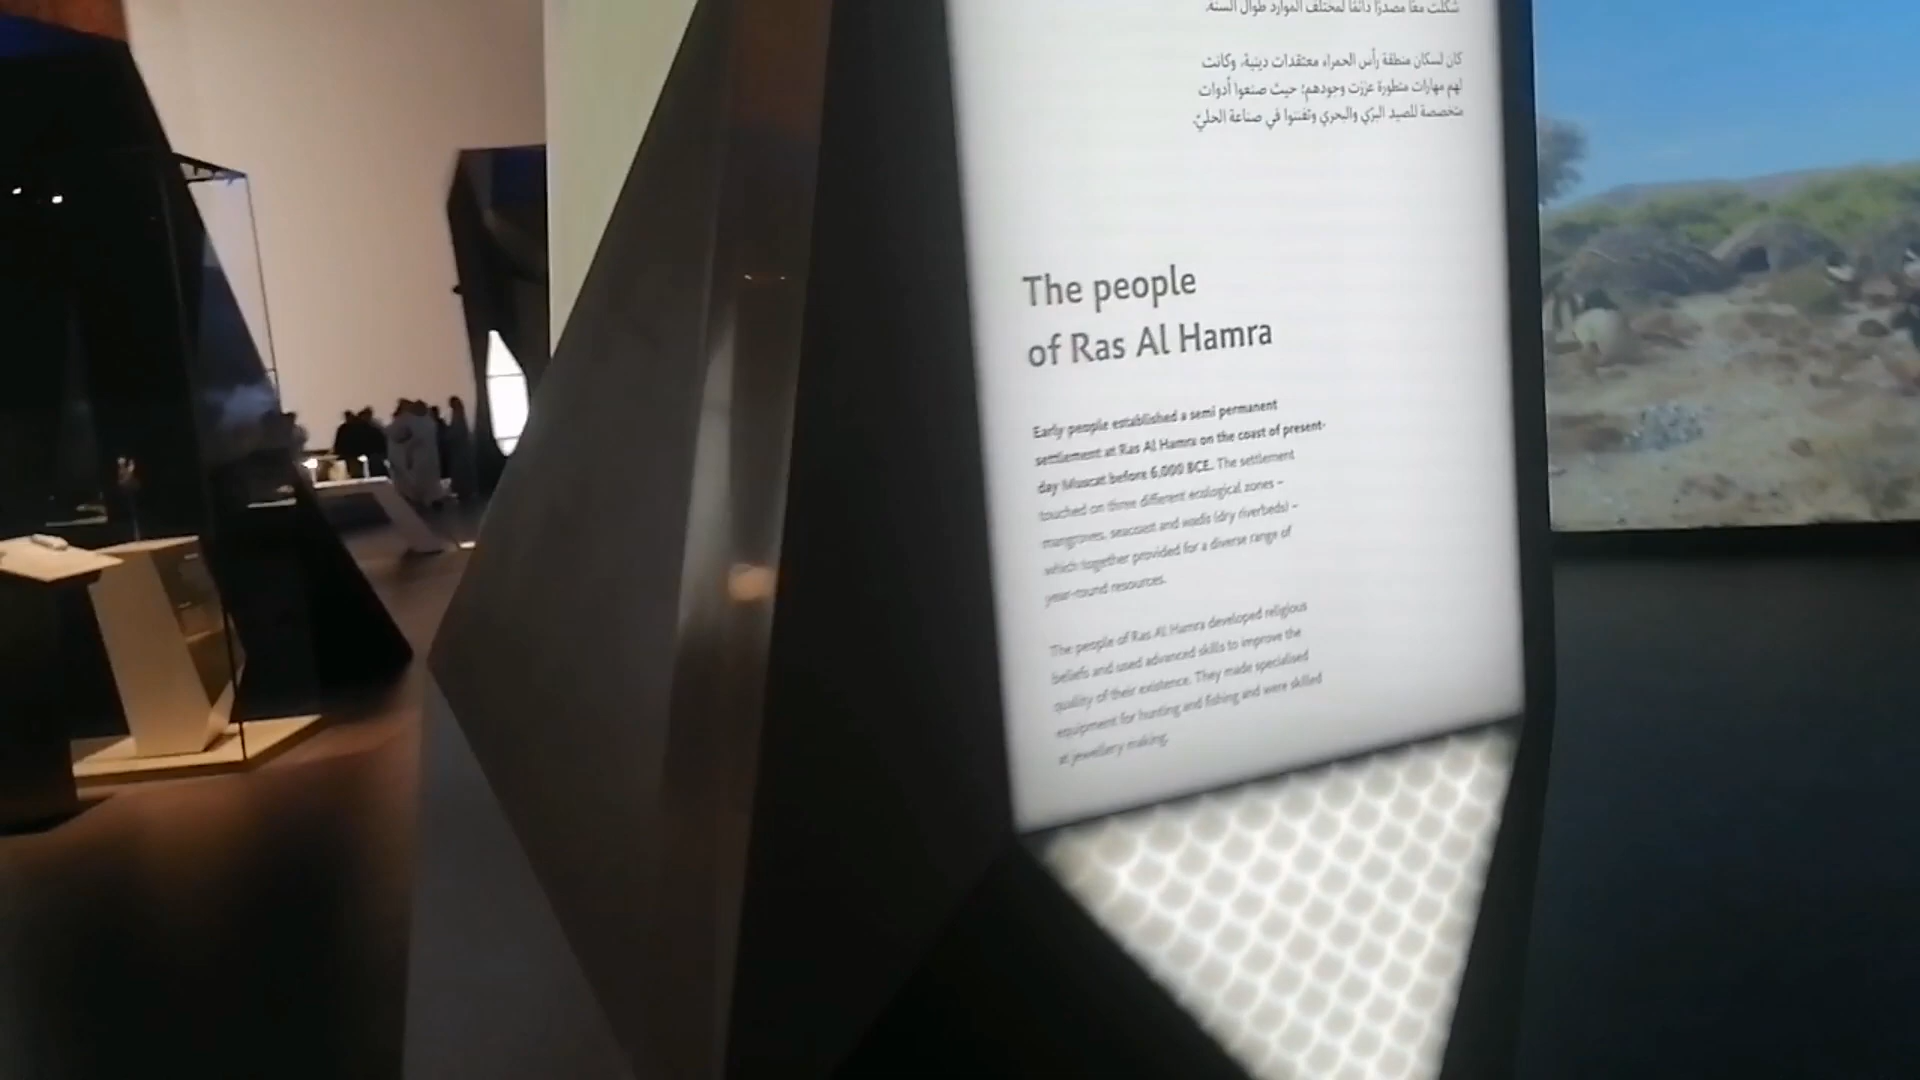 شكلت معًا مصدرًا دائمًا لمختلف الموارد طوال السنة.
كان لسكان منطقة رأس الحمراء معتقدات دينية، وكانت
لهم مهارات متطورة عززت وجودهم؛ حيث صنعوا أدوات
متخصصة للصيد البرّي والبحري وتفننوا في صناعة الحليّ.
The people
of Ras Al Hamra
Early people established a semi permanent
settlement at Ras Al Hamra on the coast of present-
day Muscat before 6,000 BCE. The settlement
touched on three different ecological zones –
mangroves, seacoast and wadis (dry riverbeds) –
which together provided for a diverse range of
year-round resources.
The people of Ras Al Hamra developed religious
beliefs and used advanced skills to improve the
quality of their existence. They made specialised
equipment for hunting and fishing and were skilled
at jewellery making.